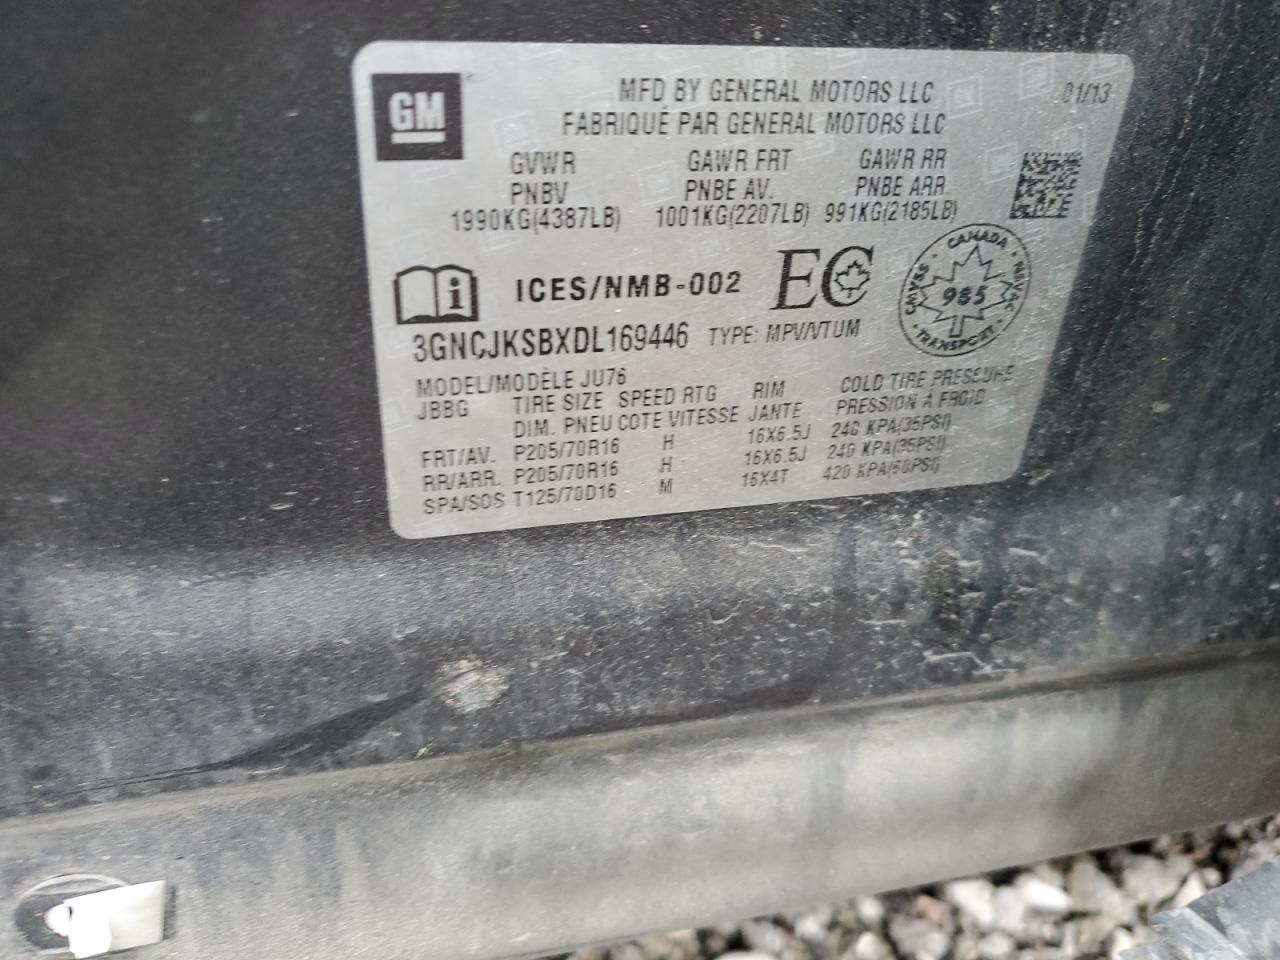 GM
MFD BY GENERAL MOTORS LLC 01/13
FABRIQUÉ PAR GENERAL MOTORS LLC
GVWR GAWR FRT GAWR RR
PNBV PNBE AV. PNBE ARR.
1990KG(4387LB) 1001KG(2207LB) 991KG(2185LB)
i ICES/NMB-002 EC
CANADA
CMVSS 985 NSVAC
TRANSPORT
3GNCJKSBXDL169446 TYPE: MPV/VTUM
MODEL/MODÈLE JU76
JBBG TIRE SIZE SPEED RTG RIM COLD TIRE PRESSURE
DIM. PNEU COTE VITESSE JANTE PRESSION À FROID
FRT/AV. P205/70R16 H 16X6.5J 240 KPA(35PSI)
RR/ARR. P205/70R16 H 16X6.5J 240 KPA(35PSI)
SPA/SOS T125/70D16 M 16X4T 420 KPA(60PSI)